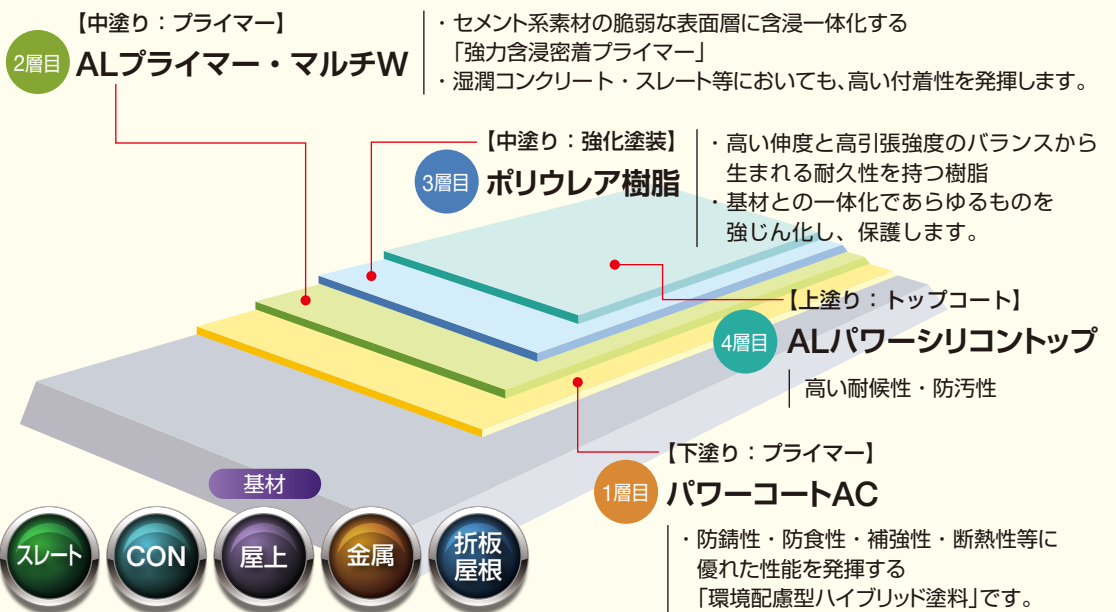 【中塗り：プライマー】
2層目 ALプライマー・マルチW
・セメント系素材の脆弱な表面層に含浸一体化する
「強力含浸密着プライマー」
・湿潤コンクリート・スレート等においても、高い付着性を発揮します。
【中塗り：強化塗装】
3層目 ポリウレア樹脂
・高い伸度と高引張強度のバランスから
生まれる耐久性を持つ樹脂
・基材との一体化であらゆるものを
強じん化し、保護します。
【上塗り：トップコート】
4層目 ALパワーシリコントップ
高い耐候性・防汚性
【下塗り：プライマー】
1層目 パワーコートAC
・防錆性・防食性・補強性・断熱性等に
優れた性能を発揮する
「環境配慮型ハイブリッド塗料」です。
基材
スレート
CON
屋上
金属
折板
屋根